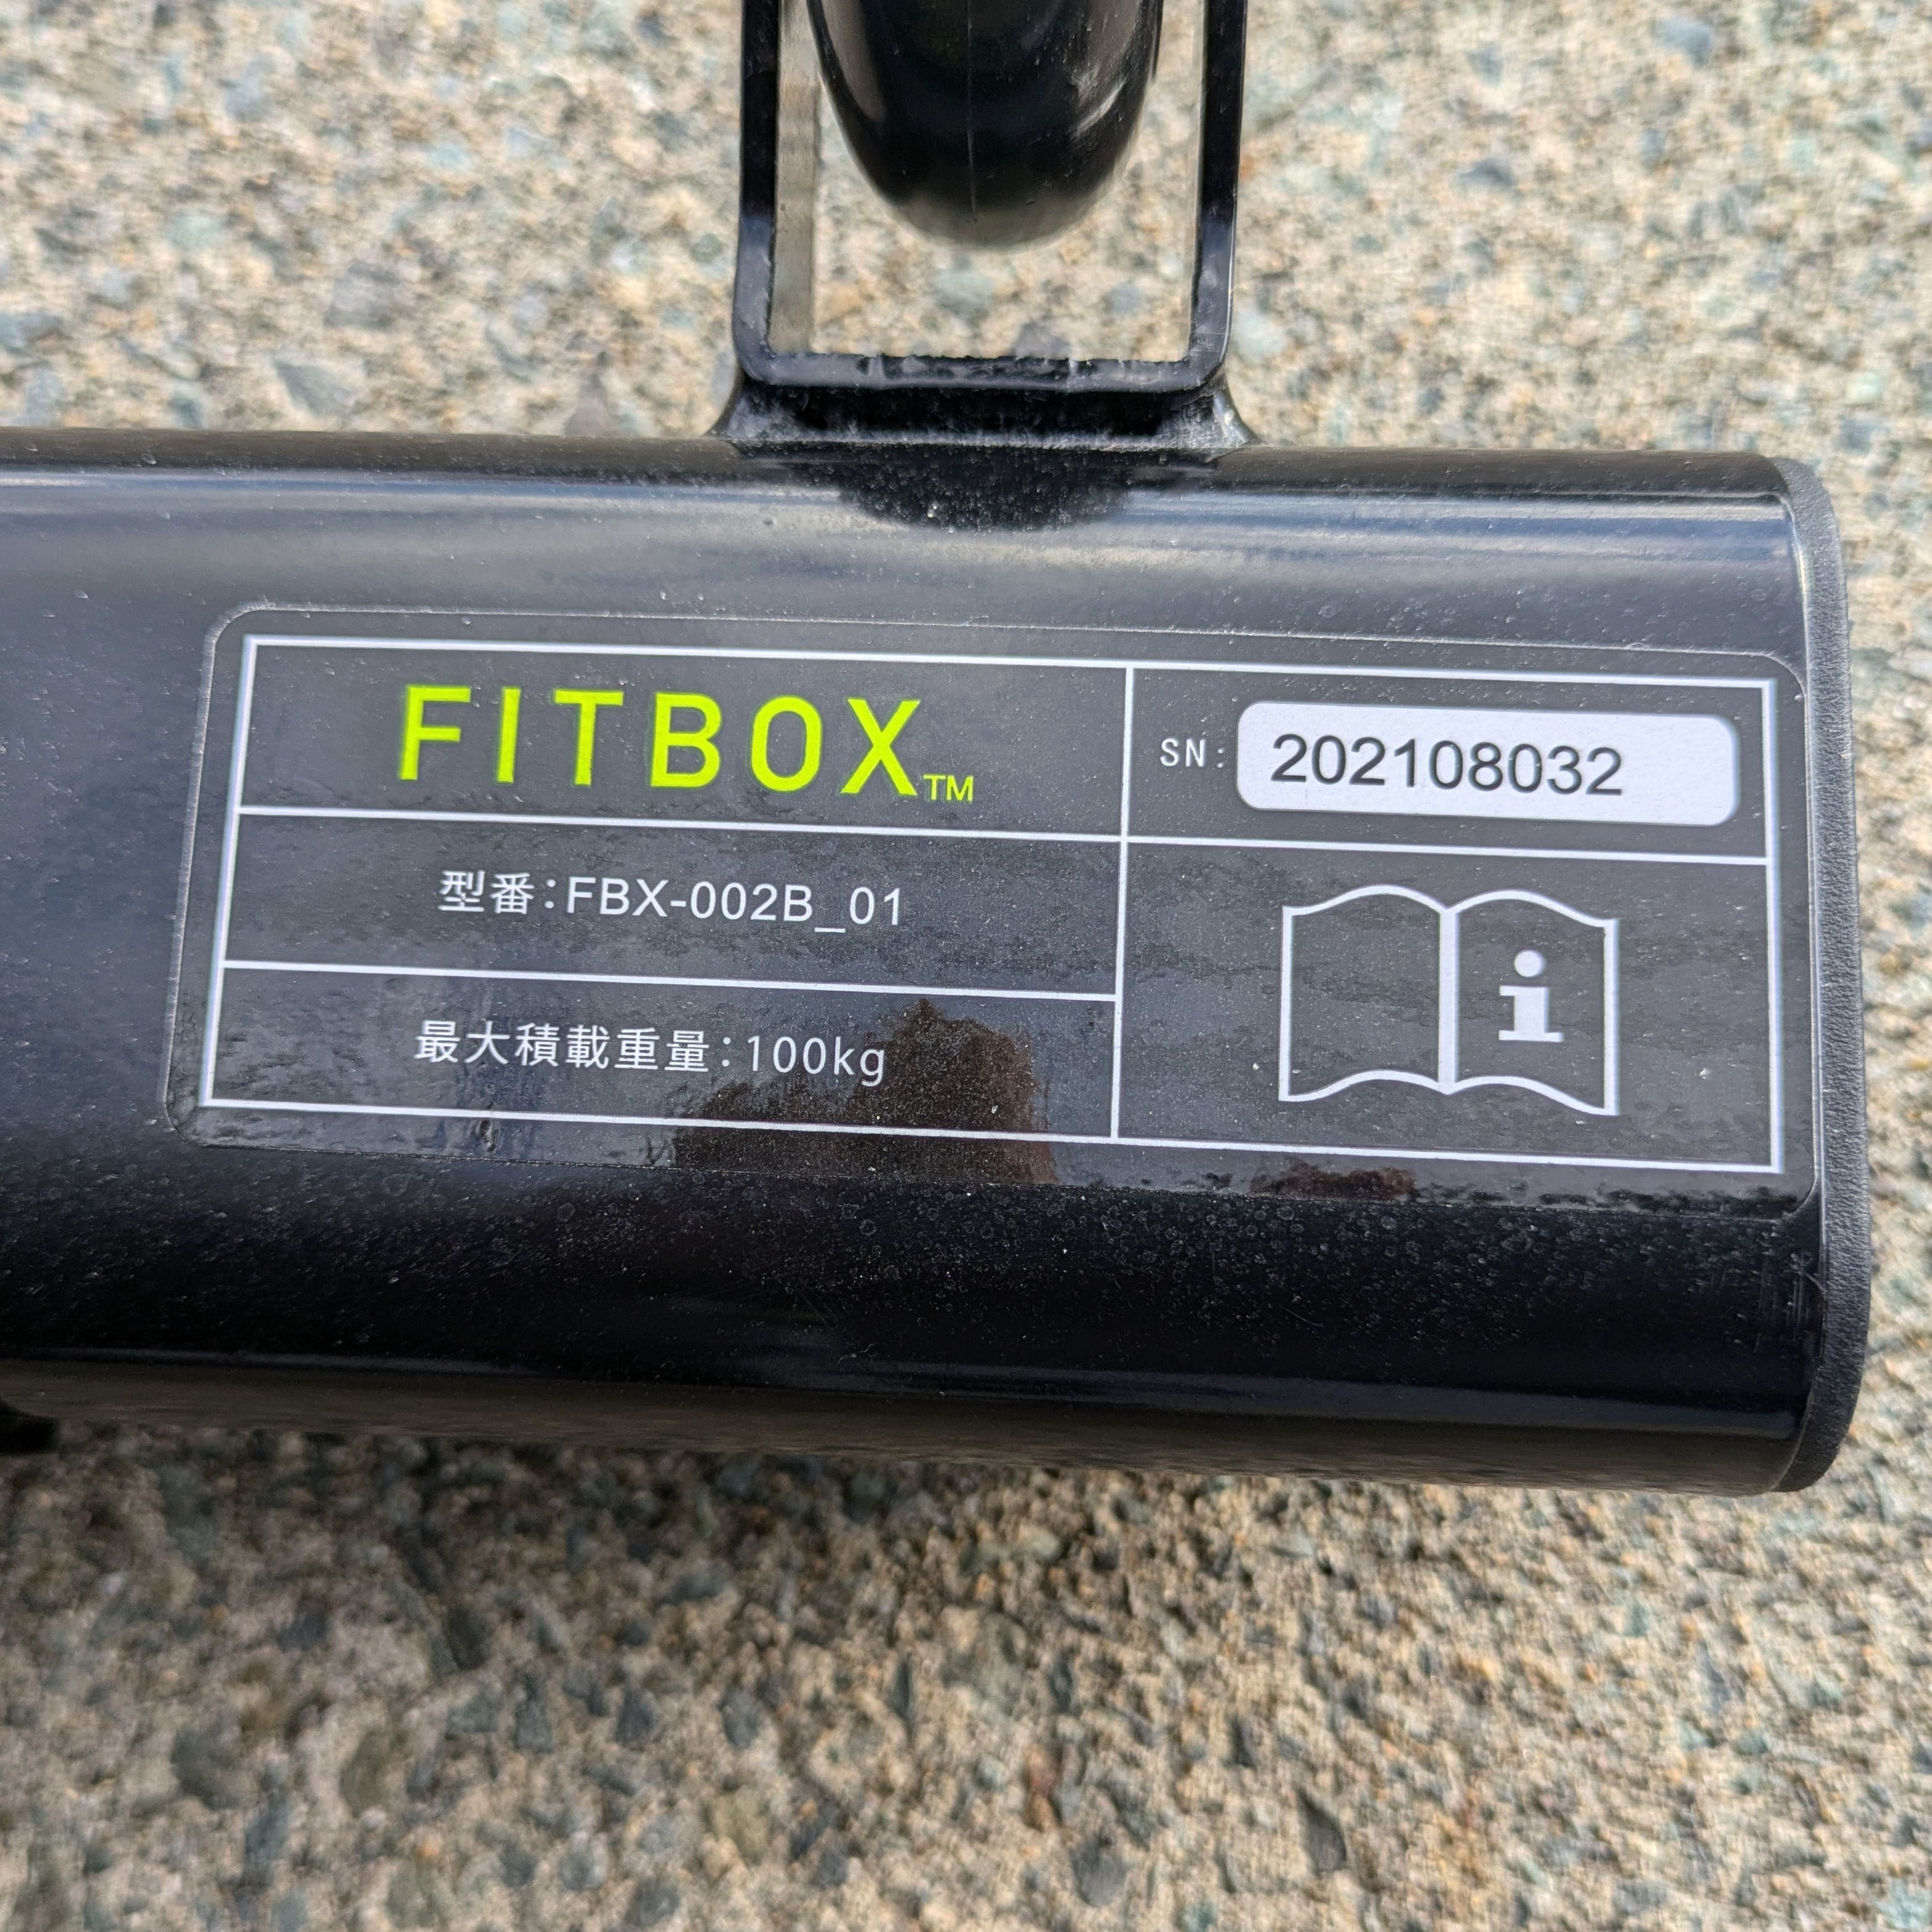 FITBOX™
SN: 202108032
型番：FBX-002B_01
最大積載重量：100kg
i